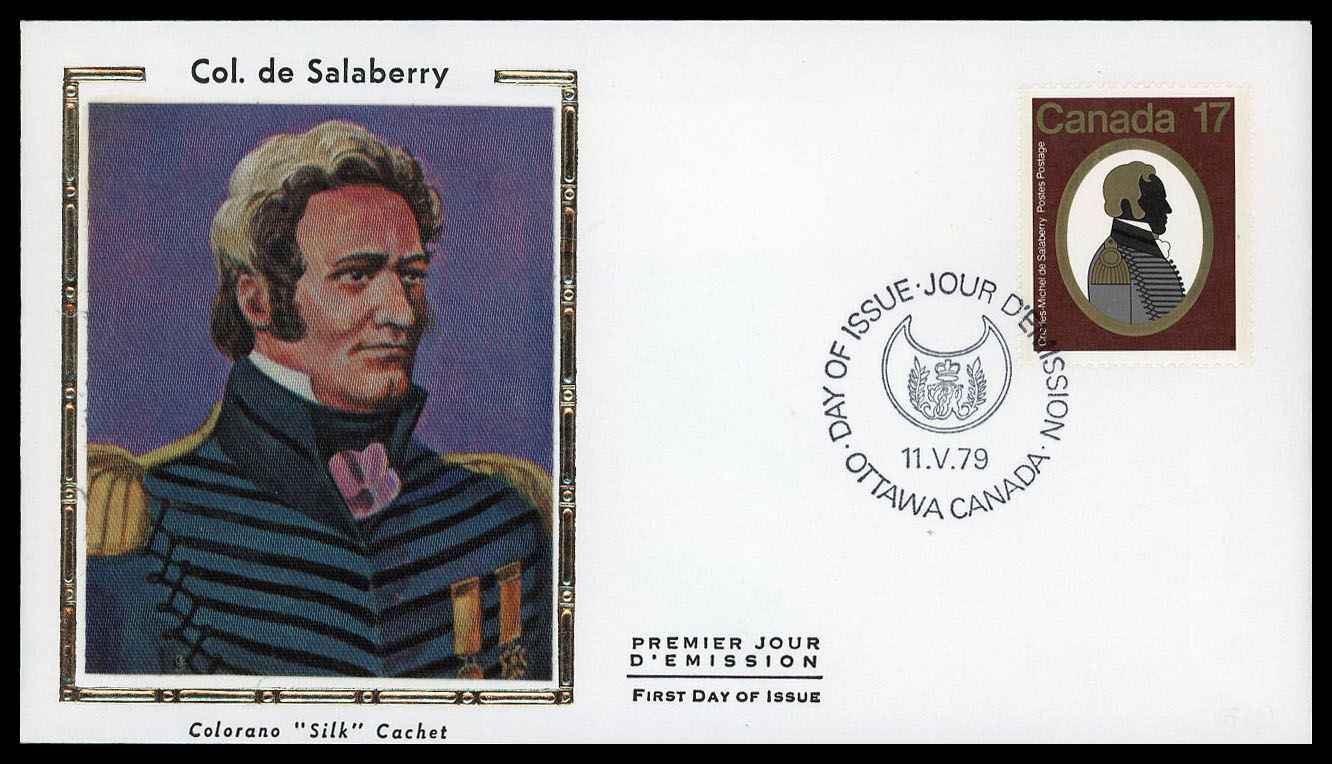 Col. de Salaberry
Colorano "Silk" Cachet
Canada 17
Charles-Michel de Salaberry Postes Postage
· DAY OF ISSUE · JOUR D'EMISSION ·
OTTAWA CANADA
11.V.79
PREMIER JOUR
D'EMISSION
FIRST DAY OF ISSUE